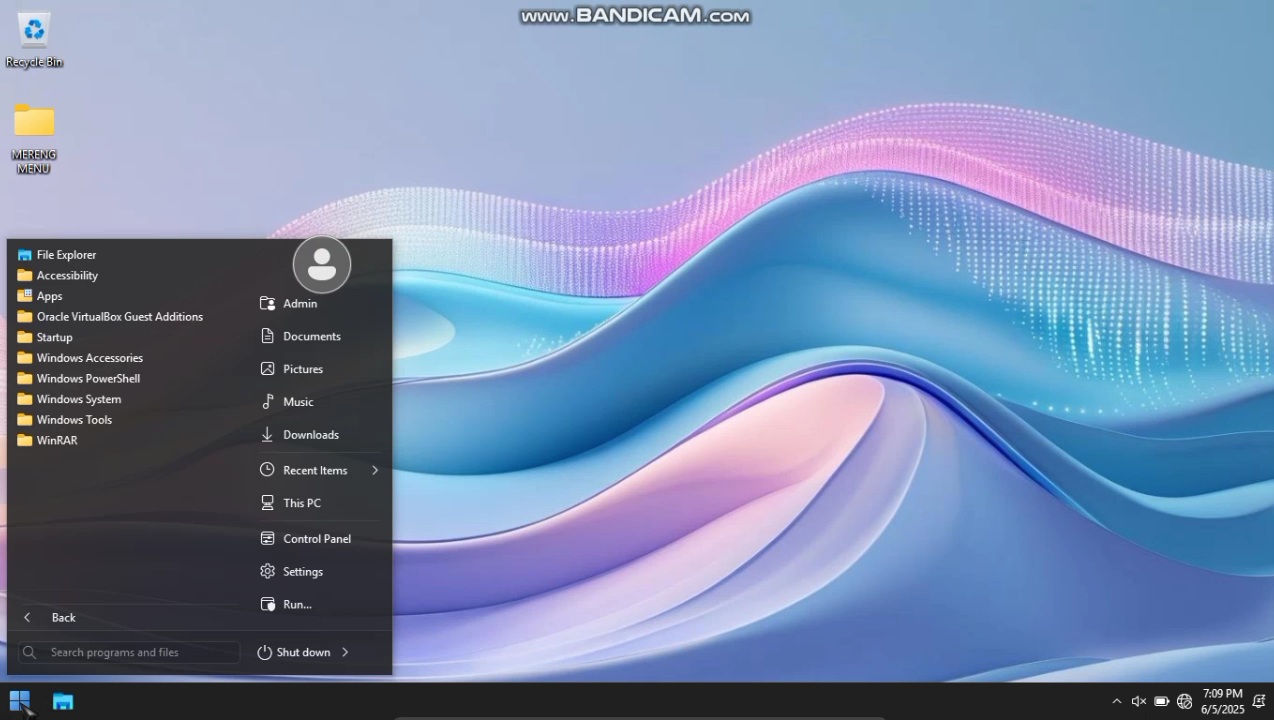 www.BANDICAM.com
Recycle Bin
MERENG
MENU
File Explorer
Accessibility
Apps
Oracle VirtualBox Guest Additions
Startup
Windows Accessories
Windows PowerShell
Windows System
Windows Tools
WinRAR
Back
Search programs and files
Admin
Documents
Pictures
Music
Downloads
Recent Items
This PC
Control Panel
Settings
Run...
Shut down
7:09 PM
6/5/2025